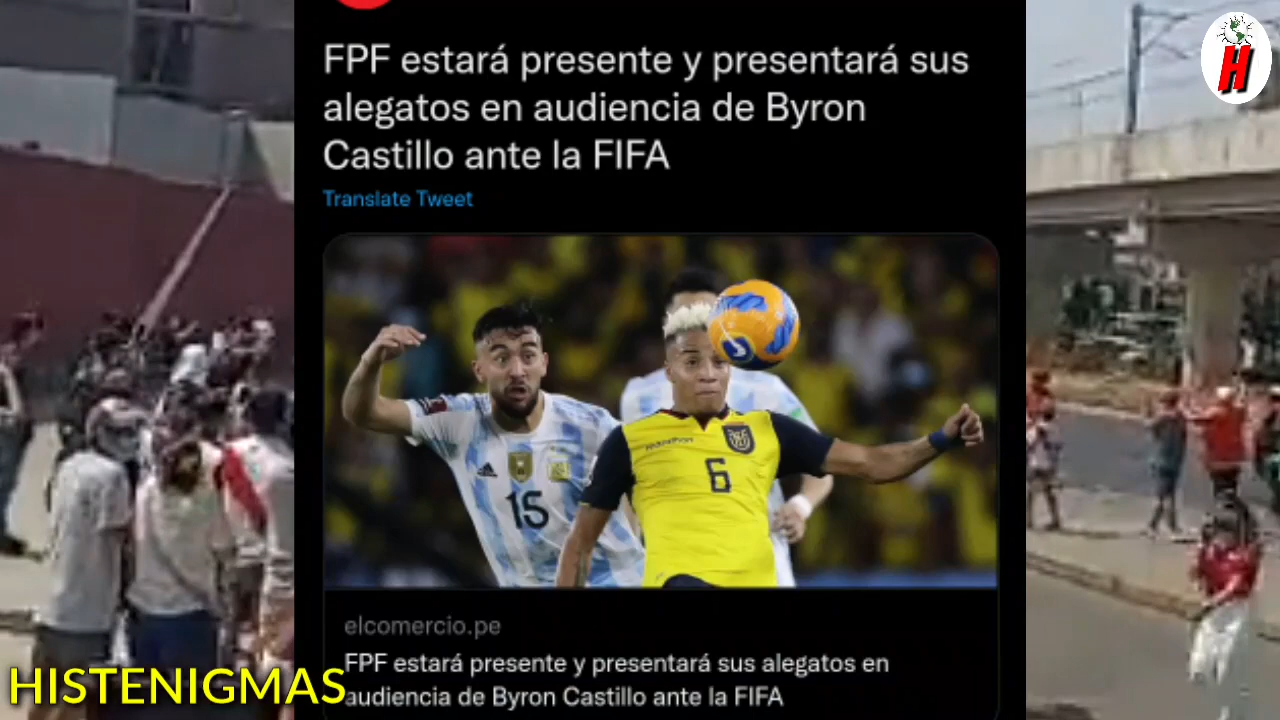 H
FPF estará presente y presentará sus
alegatos en audiencia de Byron
Castillo ante la FIFA
Translate Tweet
marathon
6
15
elcomercio.pe
FPF estará presente y presentará sus alegatos en
audiencia de Byron Castillo ante la FIFA
HISTENIGMAS